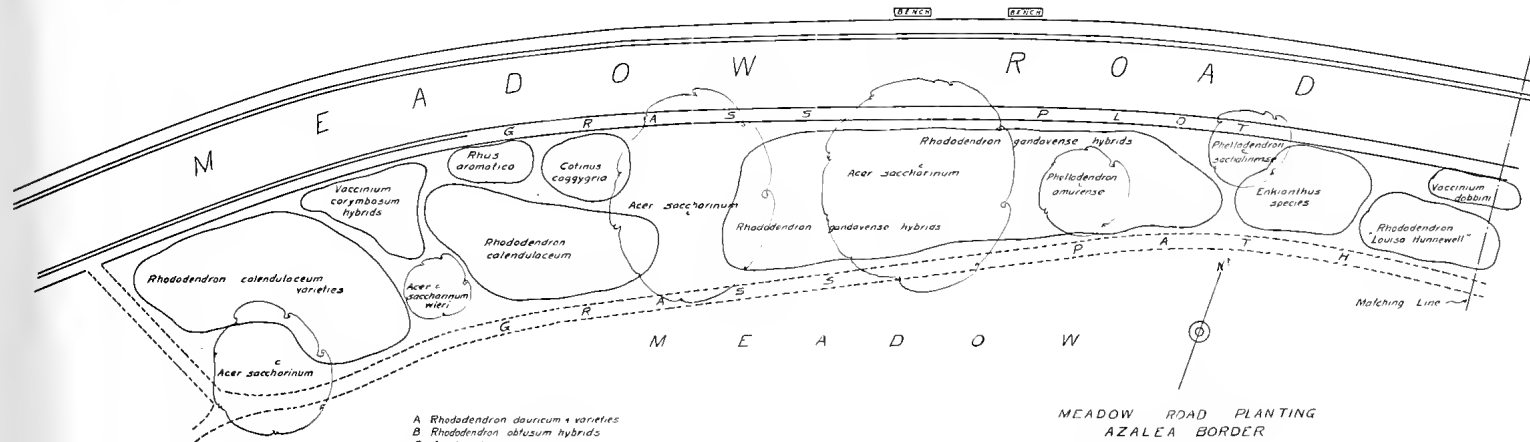 BENCH BENCH
MEADOW ROAD
GRASS PLOT
Rhus
aromatica
Cotinus
coggygria
Vaccinium
corymbosum
hybrids
Acer saccharinum
c
Rhododendron gandavense hybrids
c
Acer saccharinum
Rhododendron gandavense hybrids
Phellodendron
c
amurense
Phellodendron
c
sachalinense
Enkianthus
species
Vaccinium
dobbini
Rhododendron
"Louisa Hunnewell"
Rhododendron calendulaceum
varieties
Rhododendron
calendulaceum
Acer c
saccharinum
wieri
c
Acer saccharinum
GRASS PATH
N
Matching Line
MEADOW
A Rhododendron dauricum & varieties
B Rhododendron obtusum hybrids
MEADOW ROAD PLANTING
AZALEA BORDER